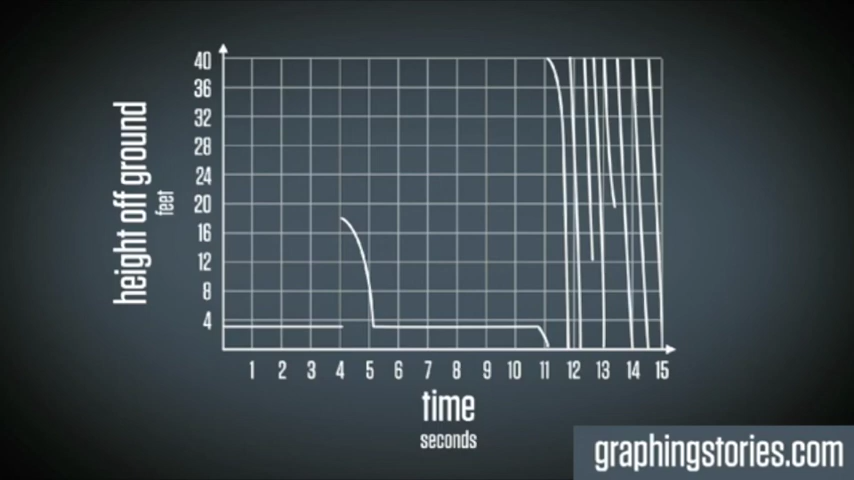 height off ground
feet
40
36
32
28
24
20
16
12
8
4
1 2 3 4 5 6 7 8 9 10 11 12 13 14 15
time
seconds
graphingstories.com